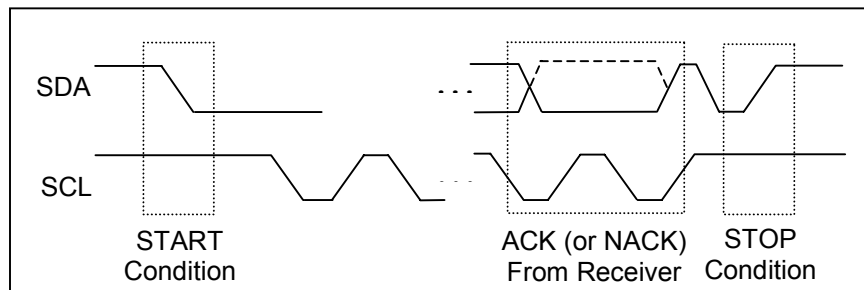 SDA
...
SCL
...
START
Condition
ACK (or NACK)
From Receiver
STOP
Condition